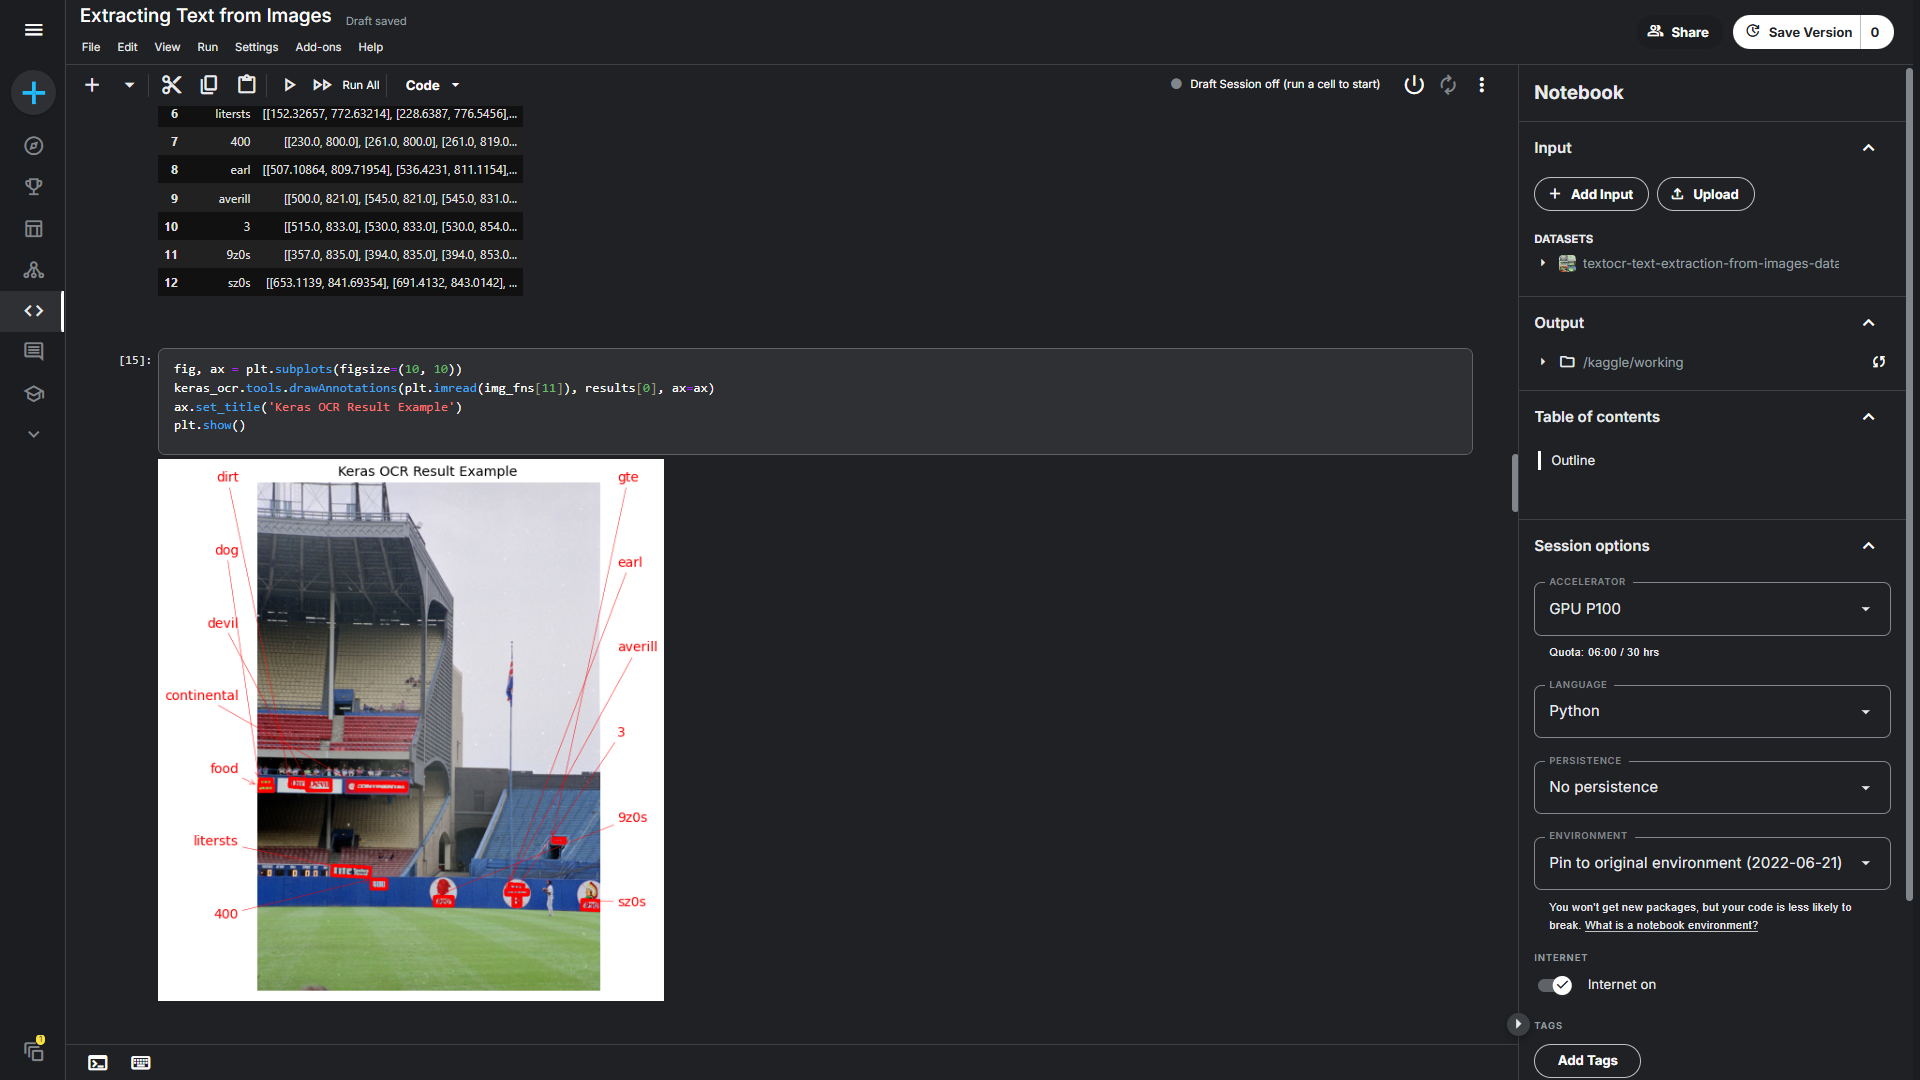 Extracting Text from Images Draft saved
File Edit View Run Settings Add-ons Help
Share
Save Version 0
Run All Code
Draft Session off (run a cell to start)
6 litersts [[152.32657, 772.63214], [228.6387, 776.5456],...
7 400 [[230.0, 800.0], [261.0, 800.0], [261.0, 819.0...
8 earl [[507.10864, 809.71954], [536.4231, 811.1154],...
9 averill [[500.0, 821.0], [545.0, 821.0], [545.0, 831.0...
10 3 [[515.0, 833.0], [530.0, 833.0], [530.0, 854.0...
11 9z0s [[357.0, 835.0], [394.0, 835.0], [394.0, 853.0...
12 sz0s [[653.1139, 841.69354], [691.4132, 843.0142], ...
[15]:
fig, ax = plt.subplots(figsize=(10, 10))
keras_ocr.tools.drawAnnotations(plt.imread(img_fns[11]), results[0], ax=ax)
ax.set_title('Keras OCR Result Example')
plt.show()
Keras OCR Result Example
dirt
dog
devil
continental
food
litersts
400
gte
earl
averill
3
9z0s
sz0s
CONTINENTAL
400
Notebook
Input
+ Add Input
Upload
DATASETS
textocr-text-extraction-from-images-data
Output
/kaggle/working
Table of contents
Outline
Session options
ACCELERATOR
GPU P100
Quota: 06:00 / 30 hrs
LANGUAGE
Python
PERSISTENCE
No persistence
ENVIRONMENT
Pin to original environment (2022-06-21)
You won't get new packages, but your code is less likely to
break. What is a notebook environment?
INTERNET
Internet on
TAGS
Add Tags
1